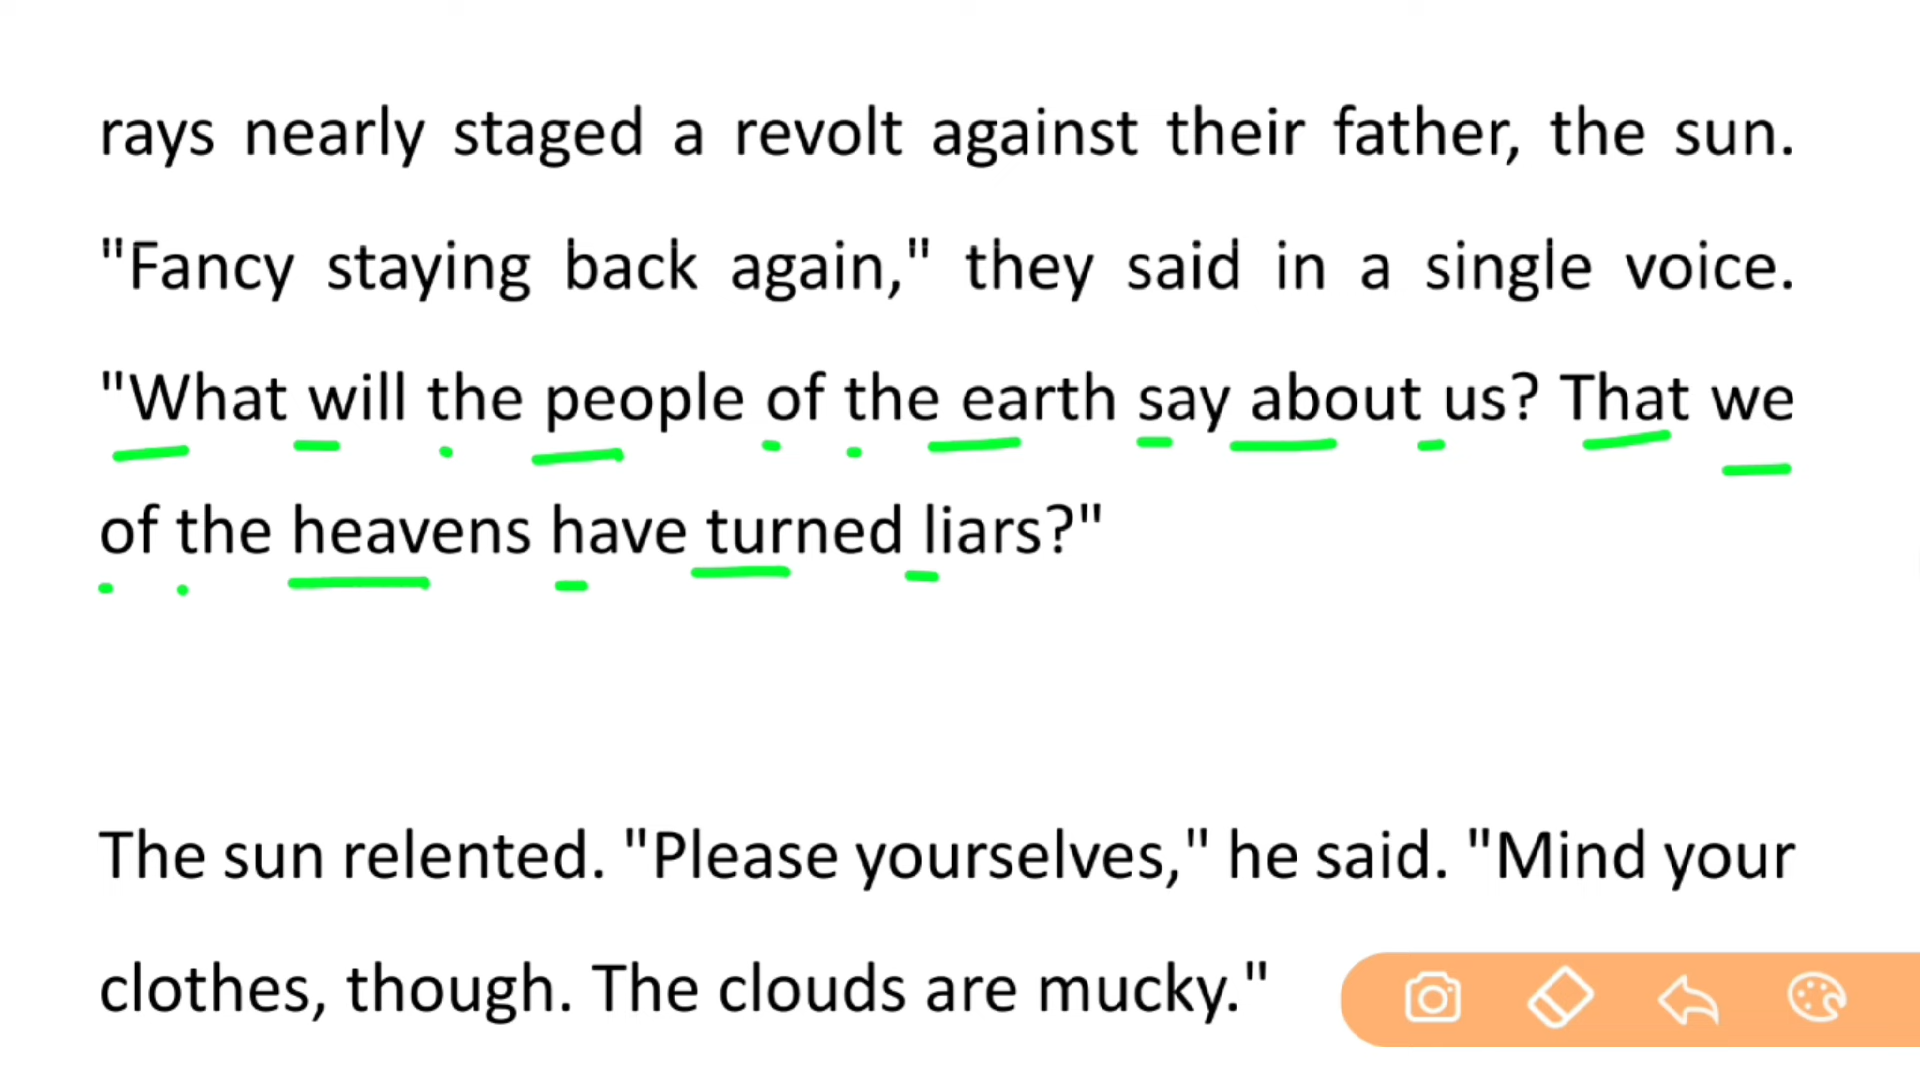 rays nearly staged a revolt against their father, the sun.
"Fancy staying back again," they said in a single voice.
"What will the people of the earth say about us? That we
of the heavens have turned liars?"
The sun relented. "Please yourselves," he said. "Mind your
clothes, though. The clouds are mucky."